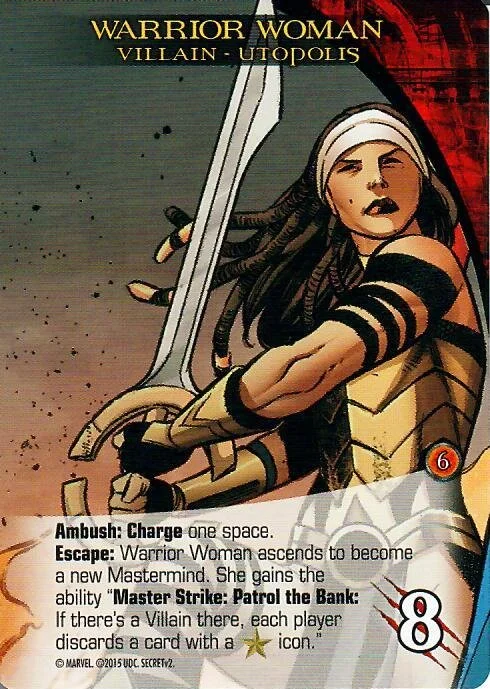 WARRIOR WOMAN
VILLAIN - UTOPOLIS
6
Ambush: Charge one space.
Escape: Warrior Woman ascends to become
a new Mastermind. She gains the
ability “Master Strike: Patrol the Bank:
If there's a Villain there, each player
discards a card with a ★ icon.”
8
© MARVEL. ©2015 UDC. SECRETv2.